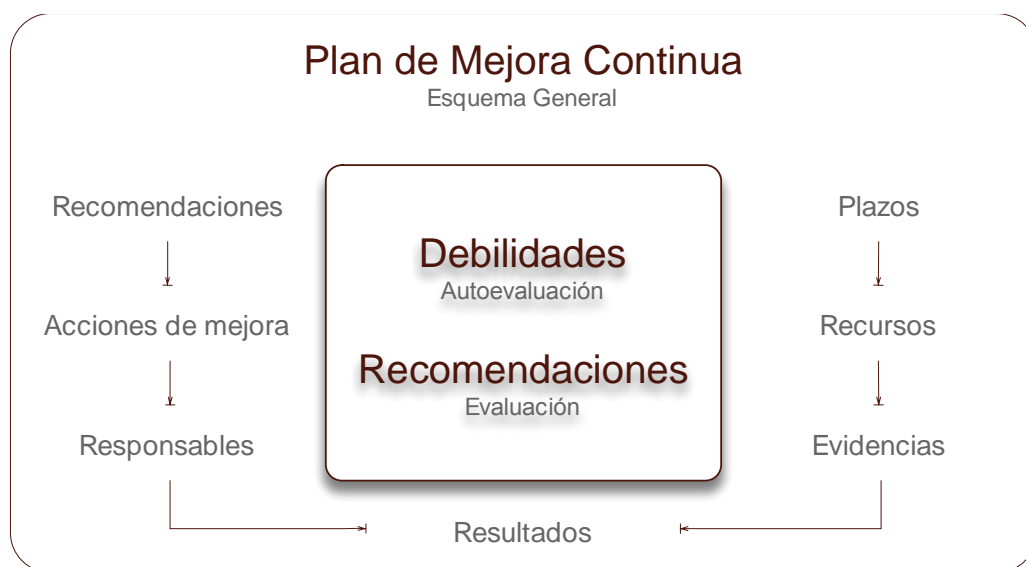 Plan de Mejora Continua
Esquema General
Recomendaciones
Acciones de mejora
Responsables
Debilidades
Autoevaluación
Recomendaciones
Evaluación
Plazos
Recursos
Evidencias
Resultados